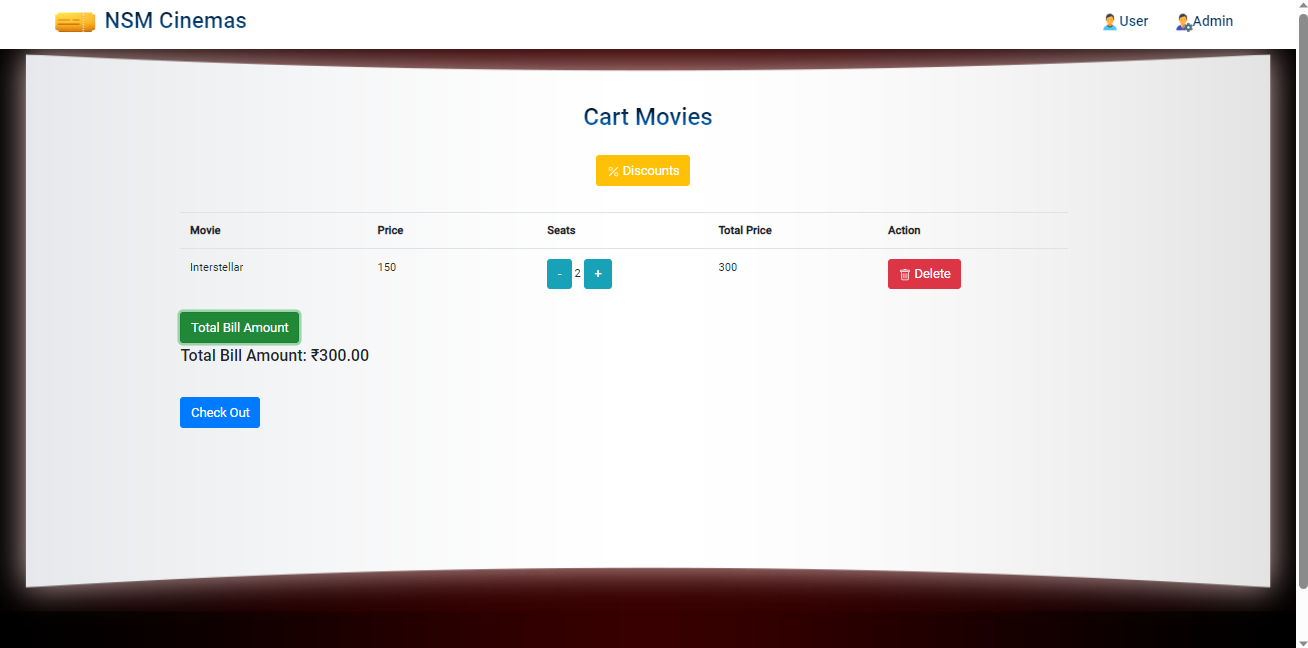 NSM Cinemas
User
Admin
Cart Movies
% Discounts
Movie Price Seats Total Price Action
Interstellar 150 - 2 + 300 Delete
Total Bill Amount
Total Bill Amount: ₹300.00
Check Out